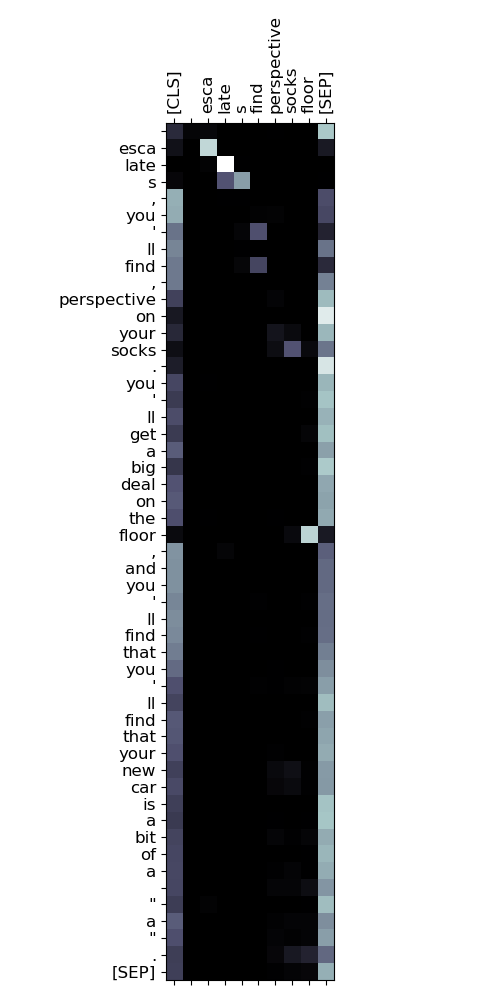 [CLS]
esca
late
s
find
perspective
socks
floor
[SEP]
esca
late
s
,
you
'
ll
find
,
perspective
on
your
socks
.
you
'
ll
get
a
big
deal
on
the
floor
,
and
you
'
ll
find
that
you
'
ll
find
that
your
new
car
is
a
bit
of
a
"
a
"
.
[SEP]